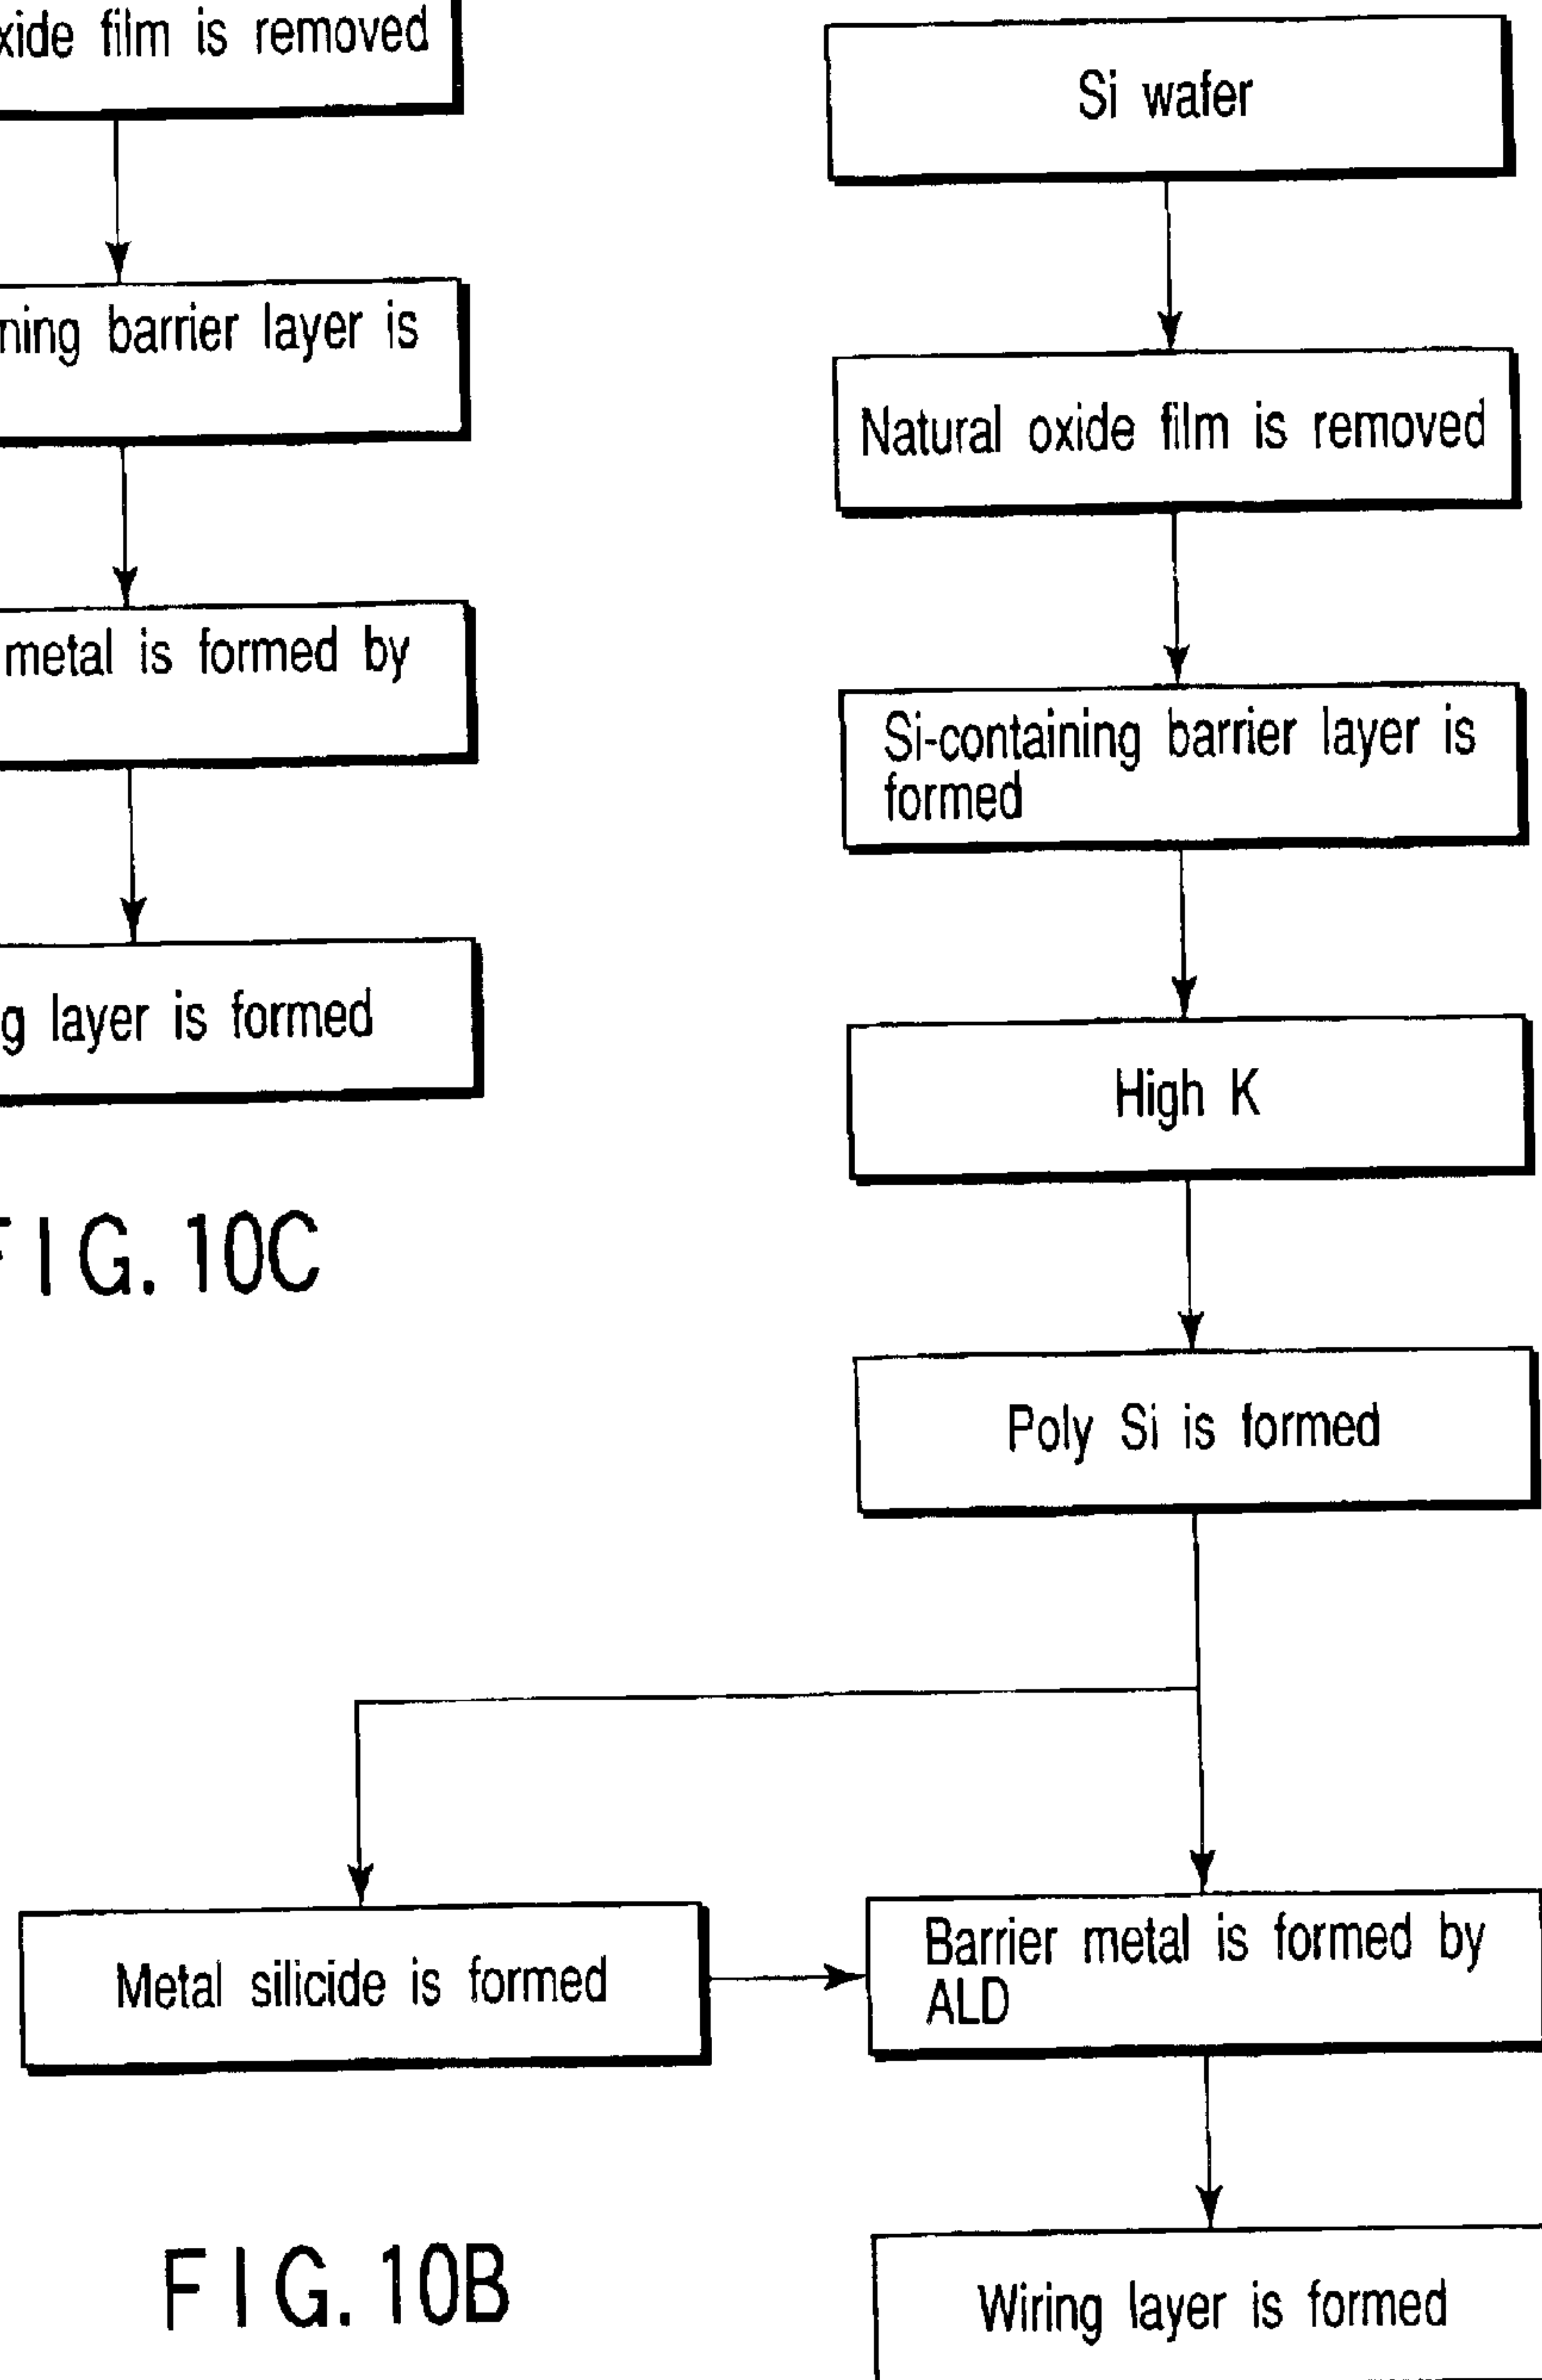 film is removed
barrier layer is
metal is formed by
layer is formed
FIG. 10C
Si wafer
Natural oxide film is removed
Si-containing barrier layer is
formed
High K
Poly Si is formed
Metal silicide is formed
Barrier metal is formed by
ALD
Wiring layer is formed
FIG. 10B